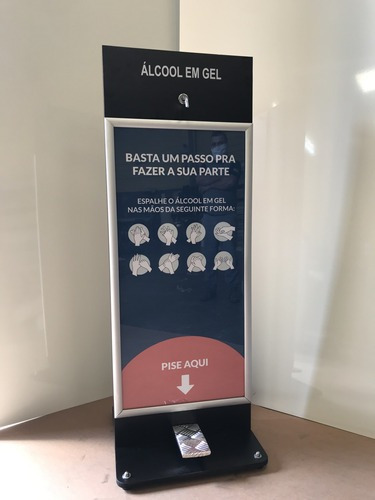 ÁLCOOL EM GEL
BASTA UM PASSO PRA
FAZER A SUA PARTE
ESPALHE O ÁLCOOL EM GEL
NAS MÃOS DA SEGUINTE FORMA:
PISE AQUI